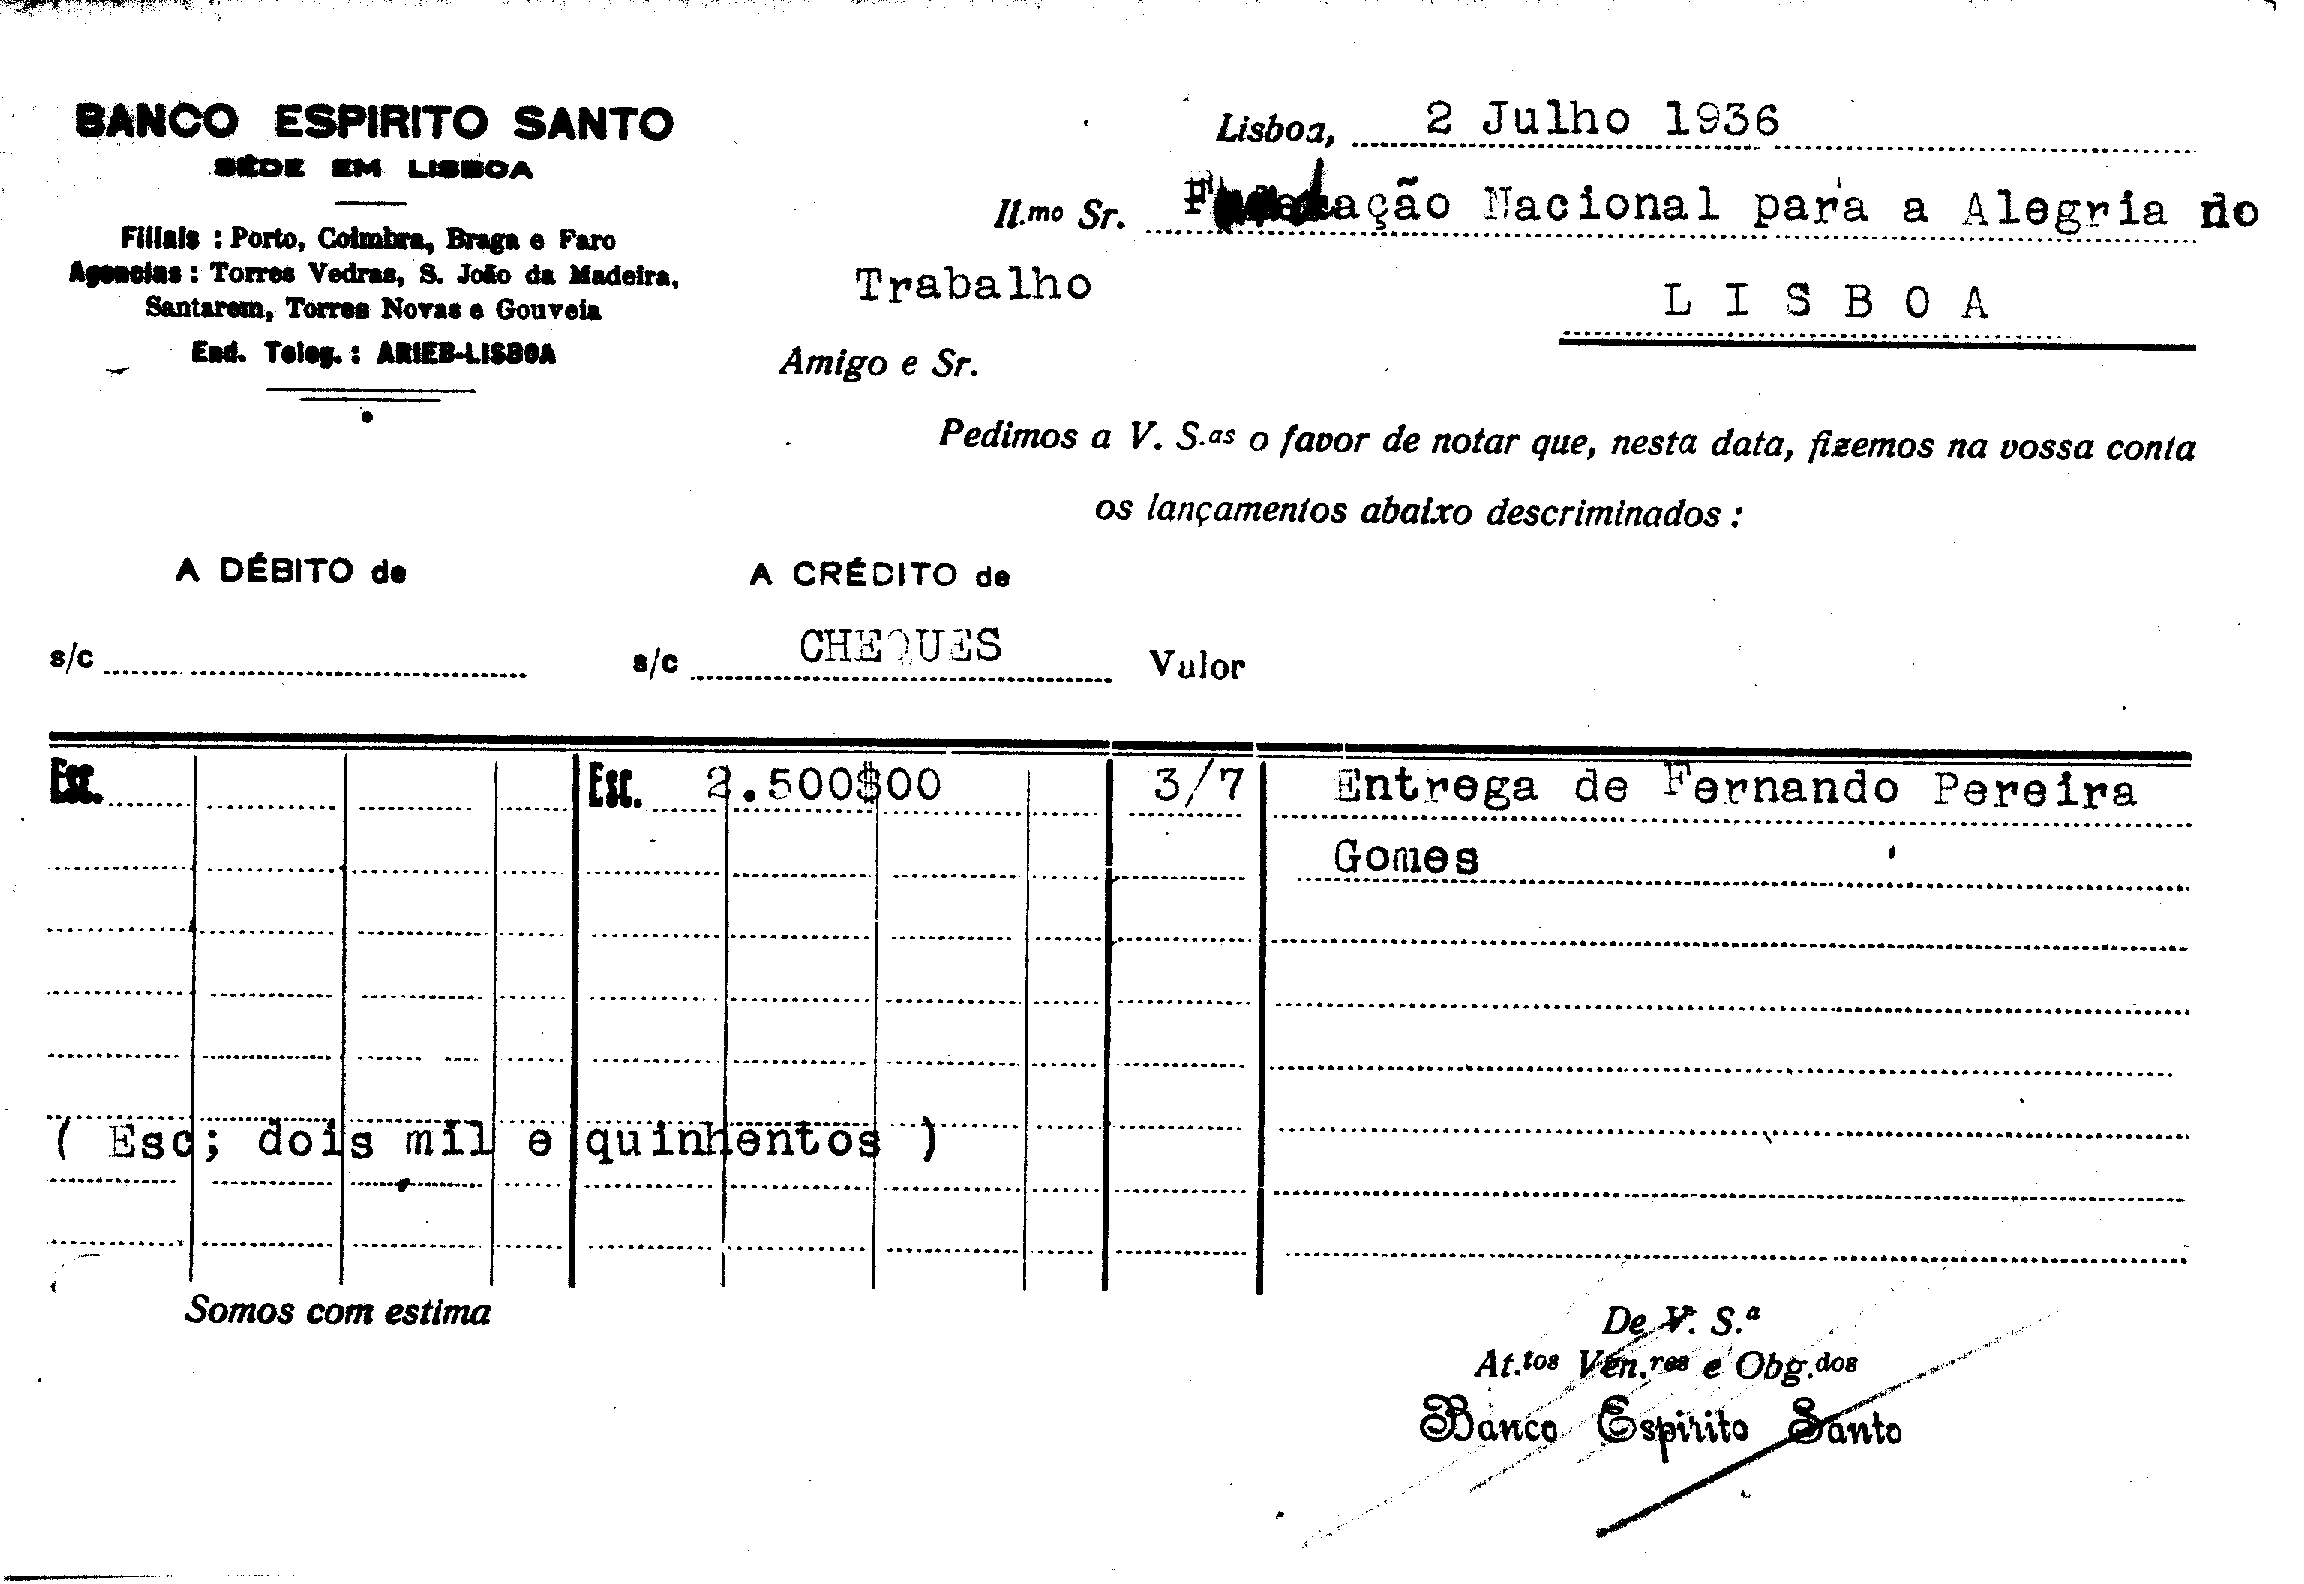 BANCO ESPIRITO SANTO
SÉDE EM LISBOA
Filiais : Porto, Coimbra, Braga e Faro
Agencias : Torres Vedras, S. João da Madeira,
Santarem, Torres Novas e Gouveia
End. Teleg. : ARIEB-LISBOA
Lisboa, 2 Julho 1936
Il.mo Sr. ação Nacional para a Alegria no
Trabalho
L I S B O A
Amigo e Sr.
Pedimos a V. S.as o favor de notar que, nesta data, fizemos na vossa conta
os lançamentos abaixo descriminados :
A DÉBITO de A CRÉDITO de
s/c s/c CHEQUES Valor
Esc. Esc. 2.500$00 3/7 Entrega de Fernando Pereira
Gomes
( Esc; dois mil e quinhentos )
Somos com estima
De V. S.ª
At.tos Ven.res e Obg.dos
Banco Espirito Santo